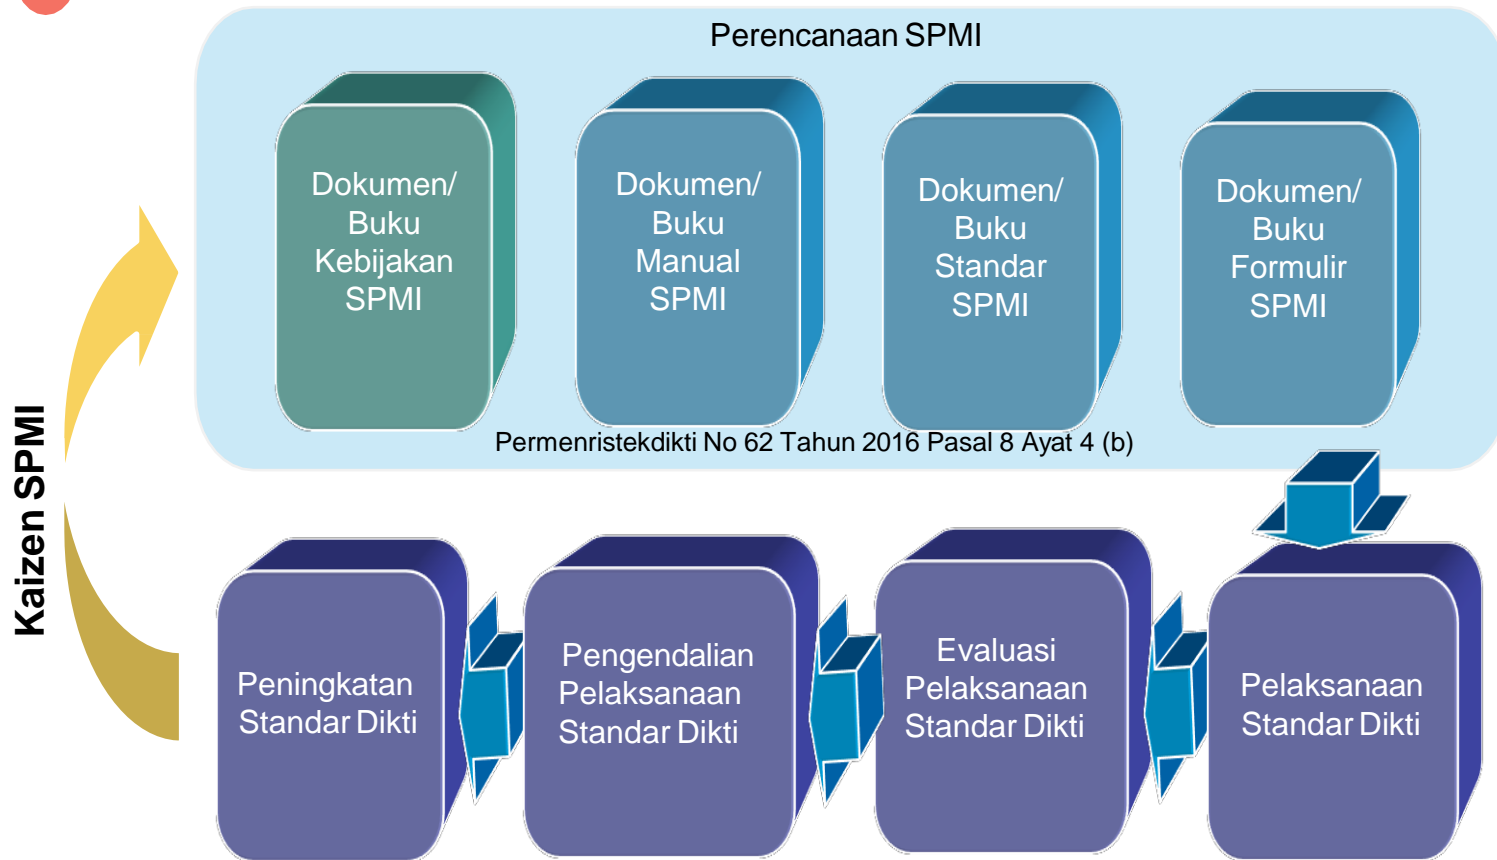 Perencanaan SPMI
Dokumen/
Buku
Kebijakan
SPMI
Dokumen/
Buku
Manual
SPMI
Dokumen/
Buku
Standar
SPMI
Dokumen/
Buku
Formulir
SPMI
Permenristekdikti No 62 Tahun 2016 Pasal 8 Ayat 4 (b)
Kaizen SPMI
Peningkatan
Standar Dikti
Pengendalian
Pelaksanaan
Standar Dikti
Evaluasi
Pelaksanaan
Standar Dikti
Pelaksanaan
Standar Dikti